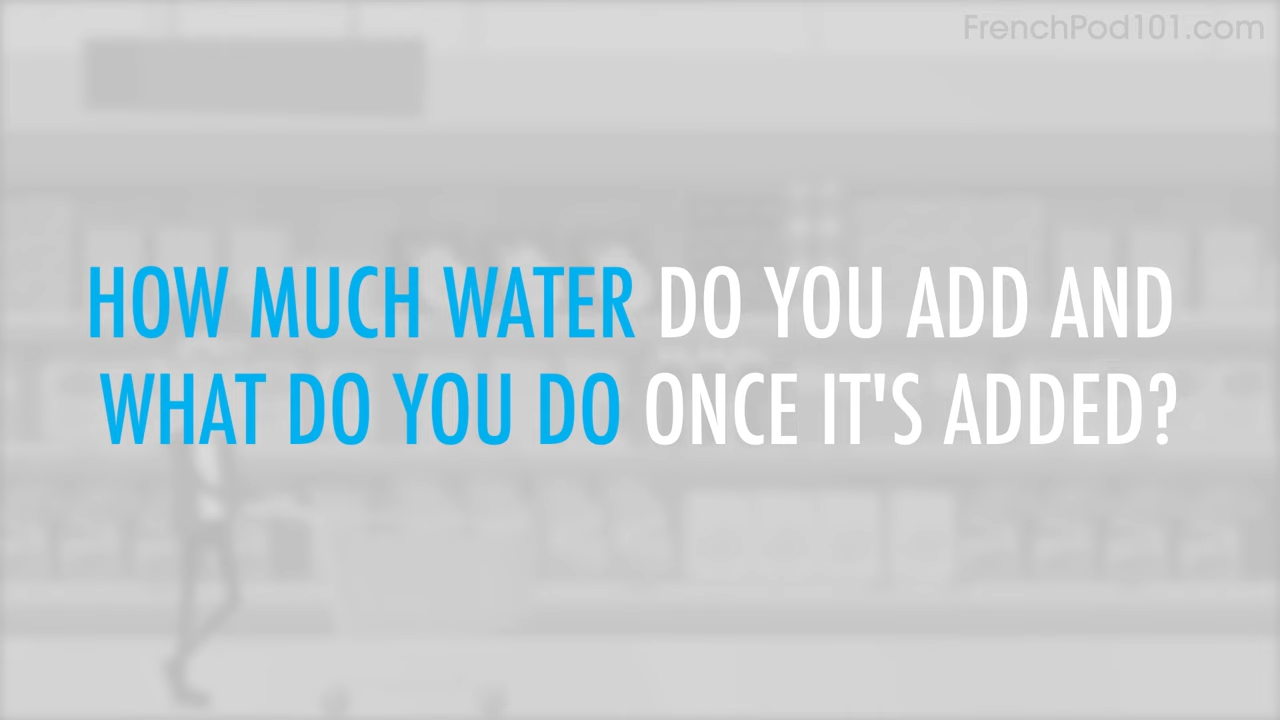 FrenchPod101.com
HOW MUCH WATER DO YOU ADD AND
WHAT DO YOU DO ONCE IT'S ADDED?